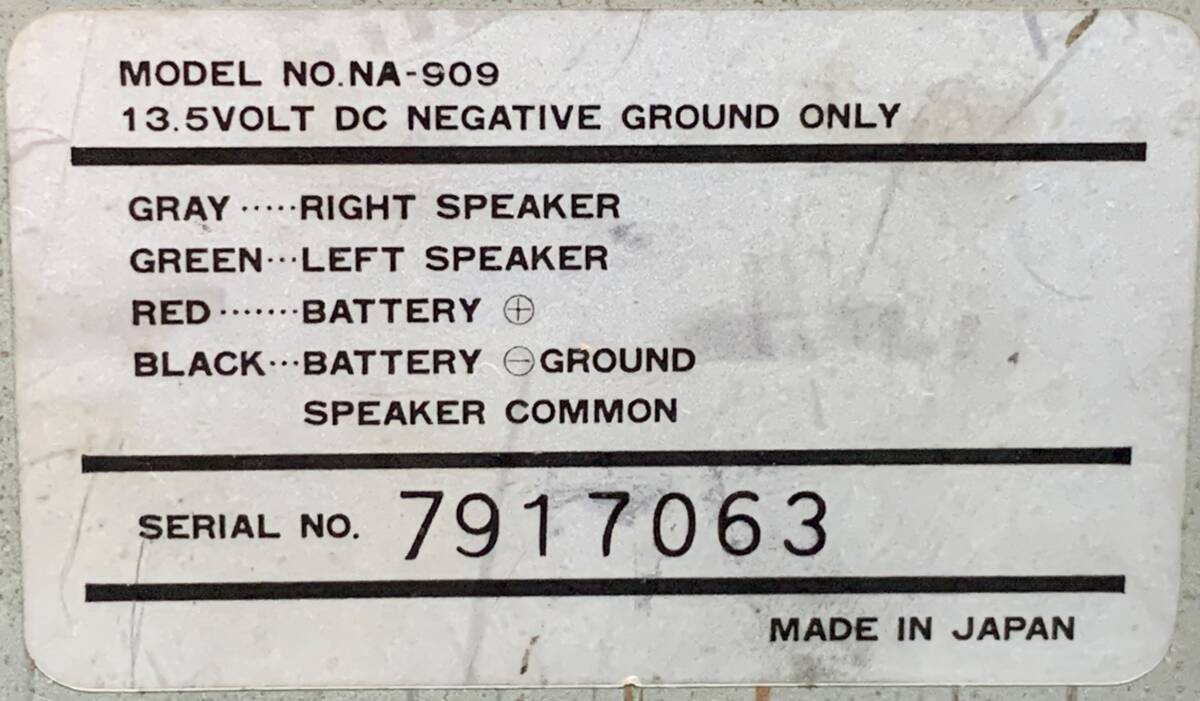 MODEL NO.NA-909
13.5VOLT DC NEGATIVE GROUND ONLY
GRAY ·····RIGHT SPEAKER
GREEN···LEFT SPEAKER
RED·······BATTERY ⊕
BLACK···BATTERY ⊖GROUND
SPEAKER COMMON
SERIAL NO. 7917063
MADE IN JAPAN